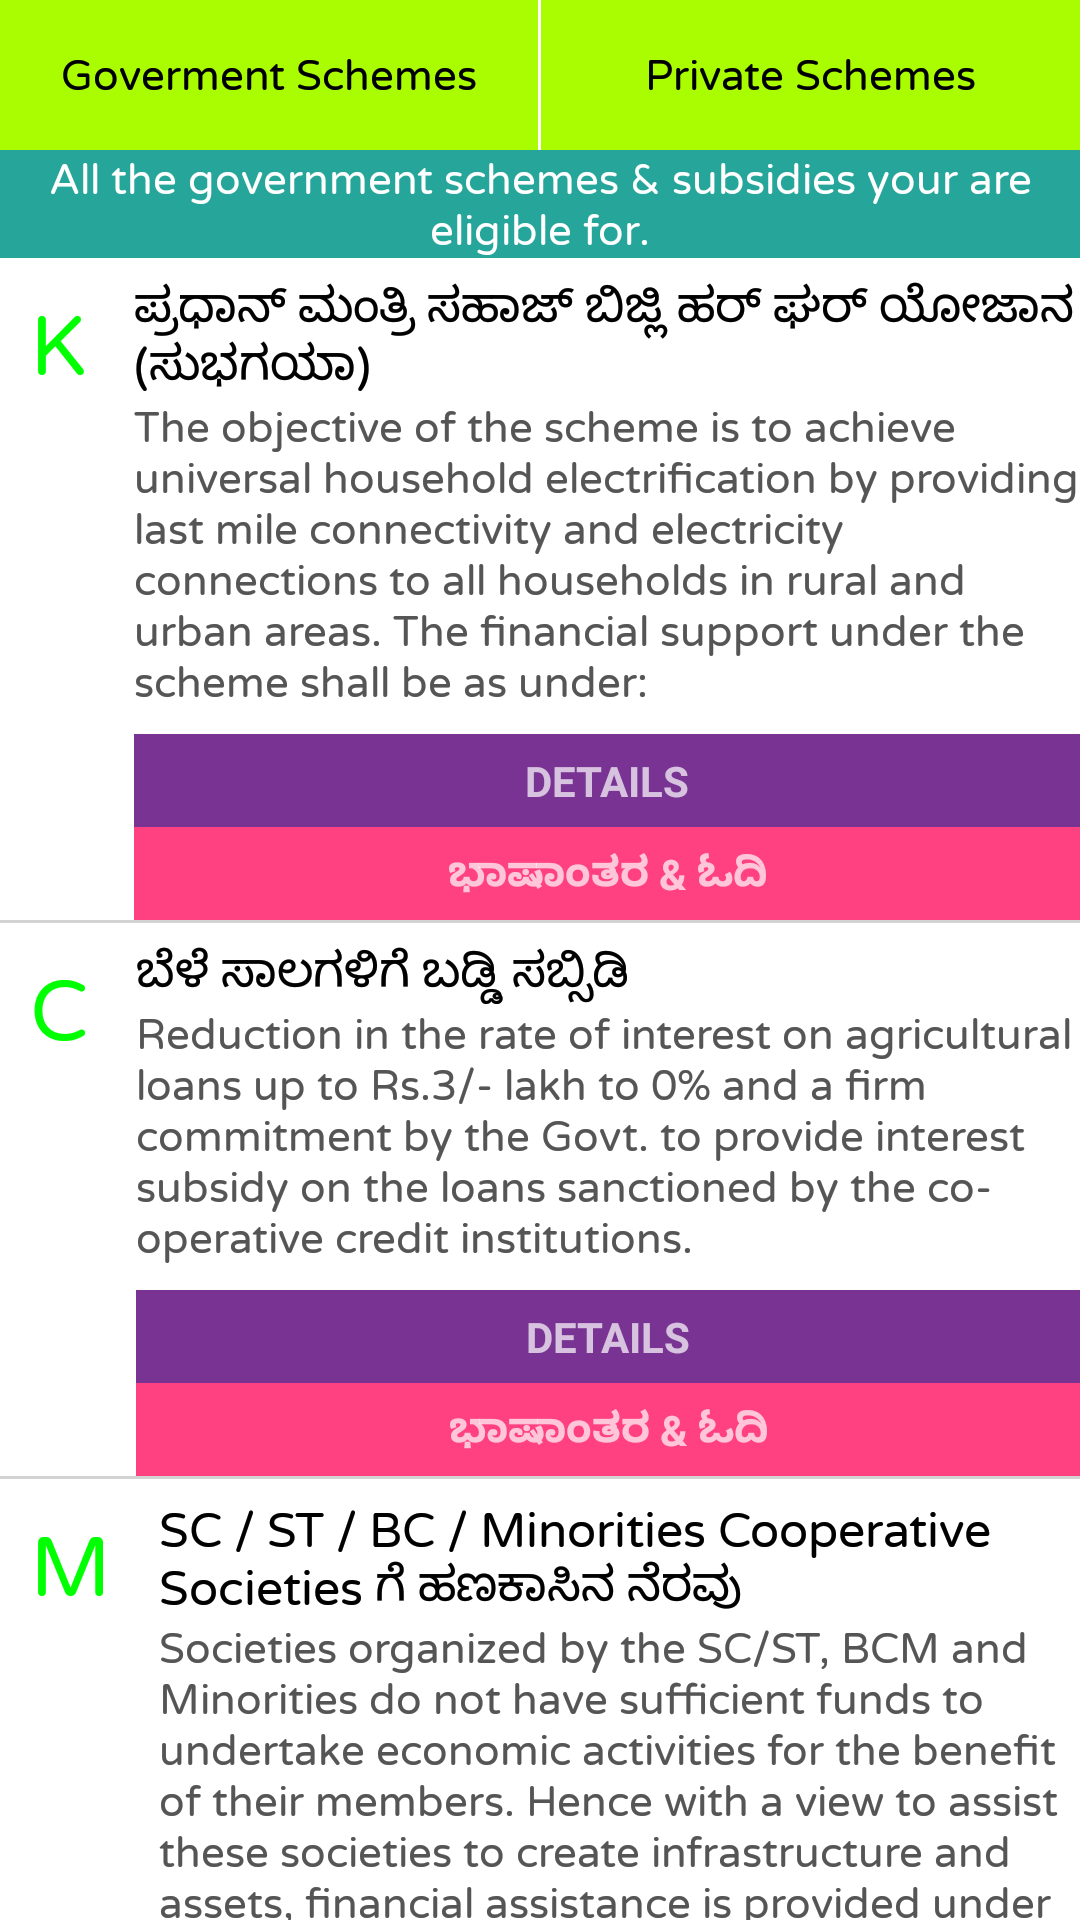 Goverment Schemes
Private Schemes
All the government schemes & subsidies your are
eligible for.
K
ಪ್ರಧಾನ್ ಮಂತ್ರಿ ಸಹಾಜ್ ಬಿಜ್ಲಿ ಹರ್ ಘರ್ ಯೋಜಾನ
(ಸುಭಗಯಾ)
The objective of the scheme is to achieve
universal household electrification by providing
last mile connectivity and electricity
connections to all households in rural and
urban areas. The financial support under the
scheme shall be as under:
DETAILS
ಭಾಷಾಂತರ & ಓದಿ
C
ಬೆಳೆ ಸಾಲಗಳಿಗೆ ಬಡ್ಡಿ ಸಬ್ಸಿಡಿ
Reduction in the rate of interest on agricultural
loans up to Rs.3/- lakh to 0% and a firm
commitment by the Govt. to provide interest
subsidy on the loans sanctioned by the co-
operative credit institutions.
DETAILS
ಭಾಷಾಂತರ & ಓದಿ
M
SC / ST / BC / Minorities Cooperative
Societies ಗೆ ಹಣಕಾಸಿನ ನೆರವು
Societies organized by the SC/ST, BCM and
Minorities do not have sufficient funds to
undertake economic activities for the benefit
of their members. Hence with a view to assist
these societies to create infrastructure and
assets, financial assistance is provided under